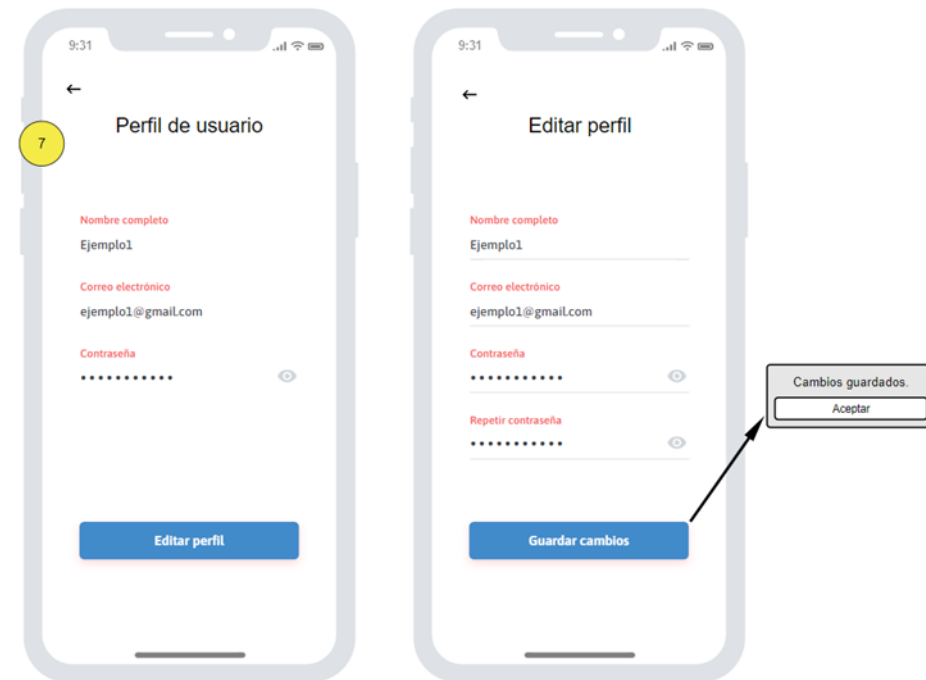 9:31
←
Perfil de usuario
7
Nombre completo
Ejemplo1
Correo electrónico
ejemplo1@gmail.com
Contraseña
•••••••••••
Editar perfil
9:31
←
Editar perfil
Nombre completo
Ejemplo1
Correo electrónico
ejemplo1@gmail.com
Contraseña
•••••••••••
Repetir contraseña
•••••••••••
Guardar cambios
Cambios guardados.
Aceptar